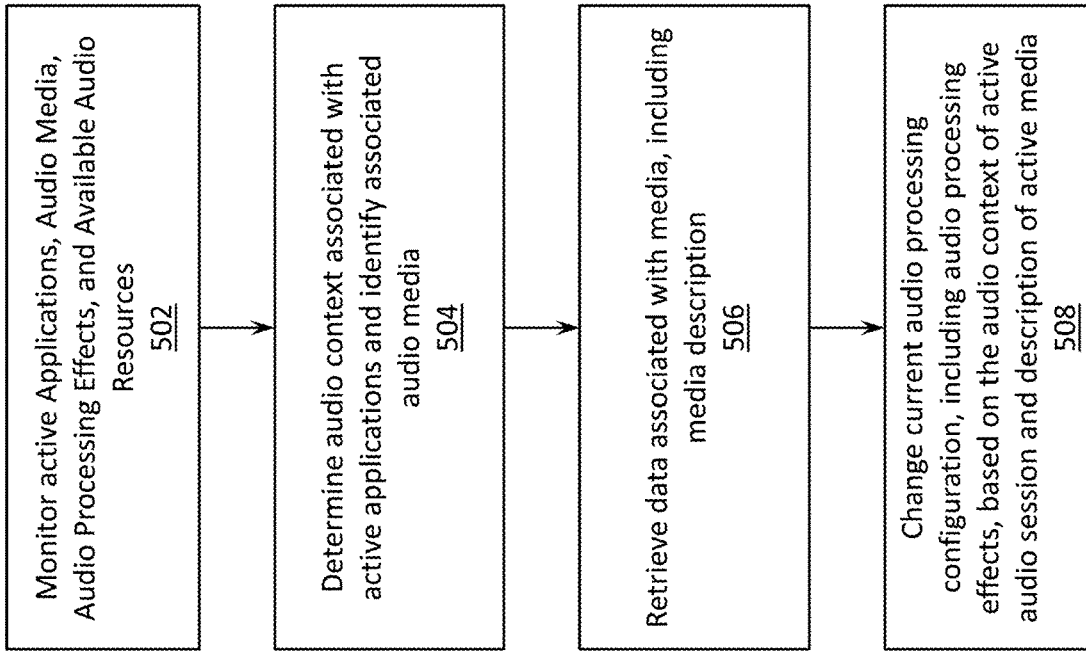 Monitor active Applications, Audio Media,
Audio Processing Effects, and Available Audio
Resources
502
Determine audio context associated with
active applications and identify associated
audio media
504
Retrieve data associated with media, including
media description
506
Change current audio processing
configuration, including audio processing
effects, based on the audio context of active
audio session and description of active media
508